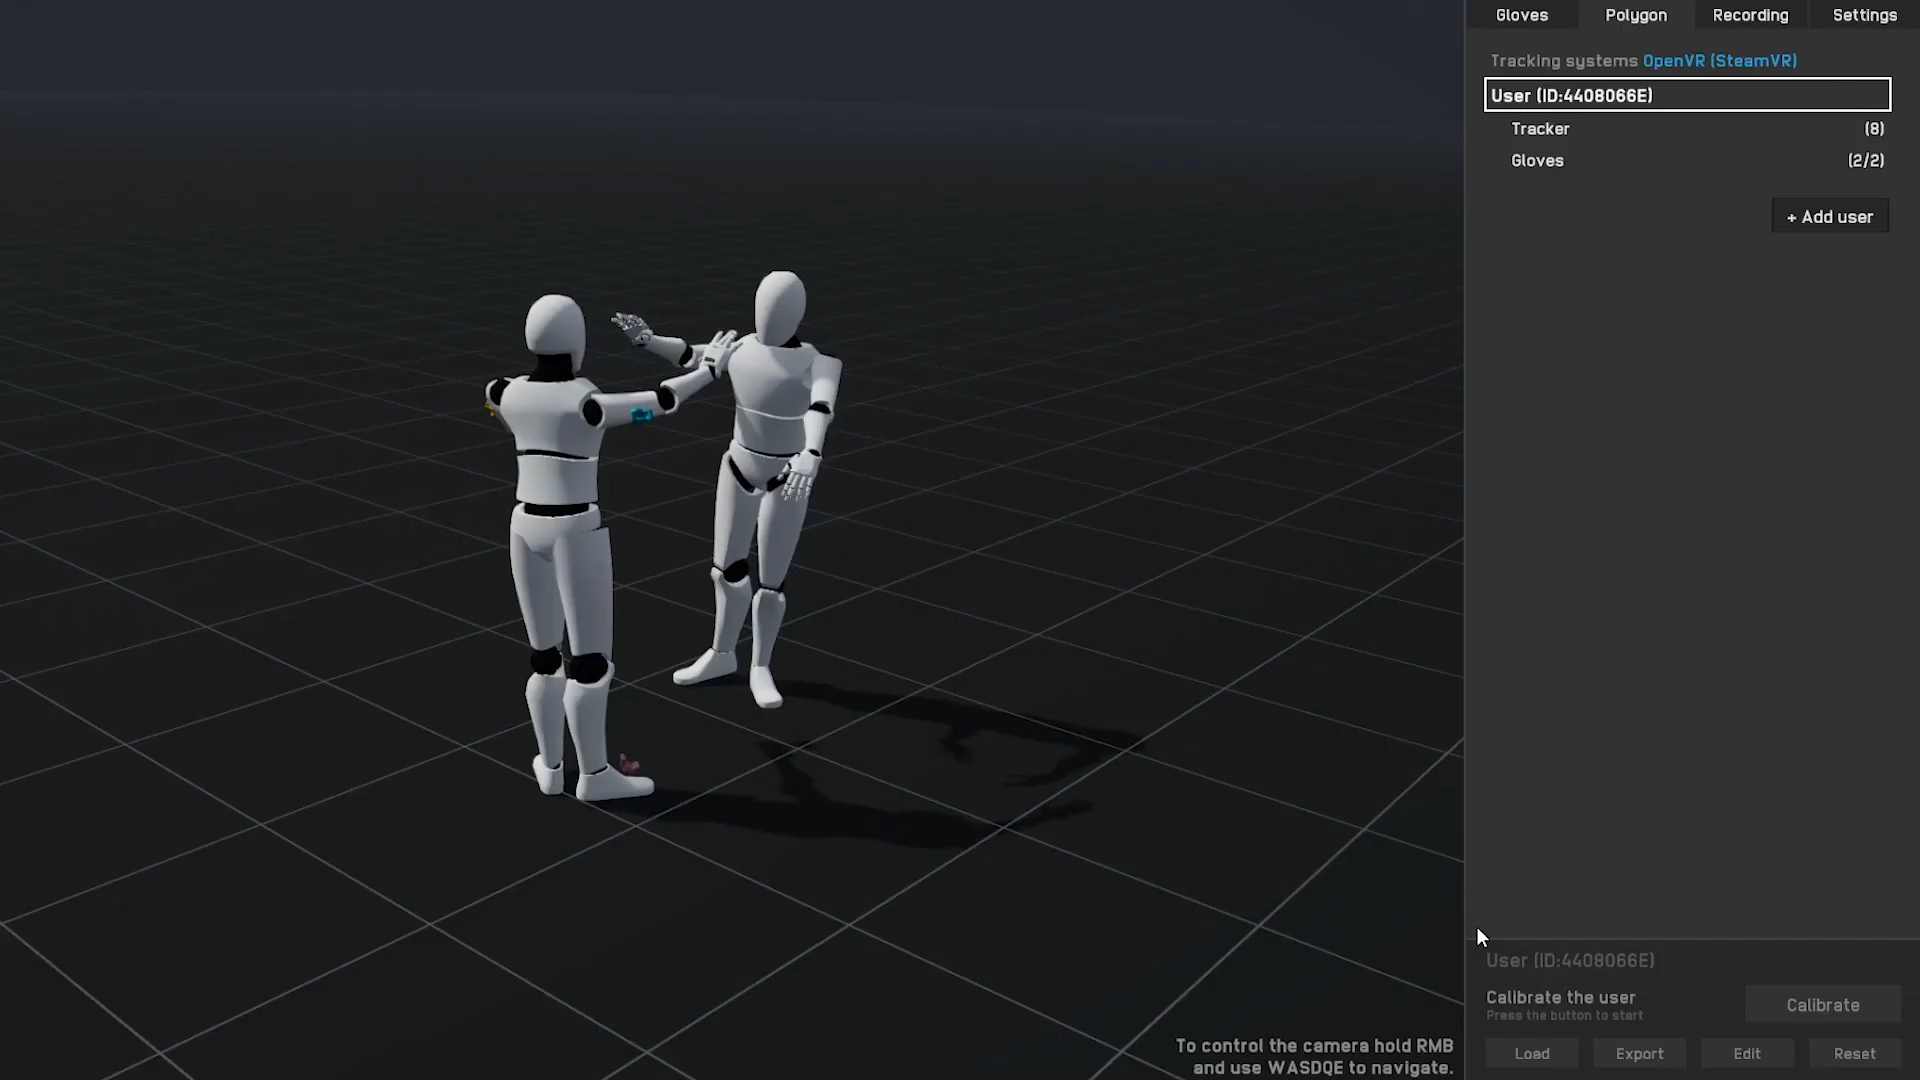 Gloves Polygon Recording Settings
Tracking systems OpenVR (SteamVR)
User (ID:4408066E)
Tracker (8)
Gloves (2/2)
+ Add user
User (ID:4408066E)
Calibrate the user
Press the button to start
Calibrate
Load Export Edit Reset
To control the camera hold RMB
and use WASDQE to navigate.